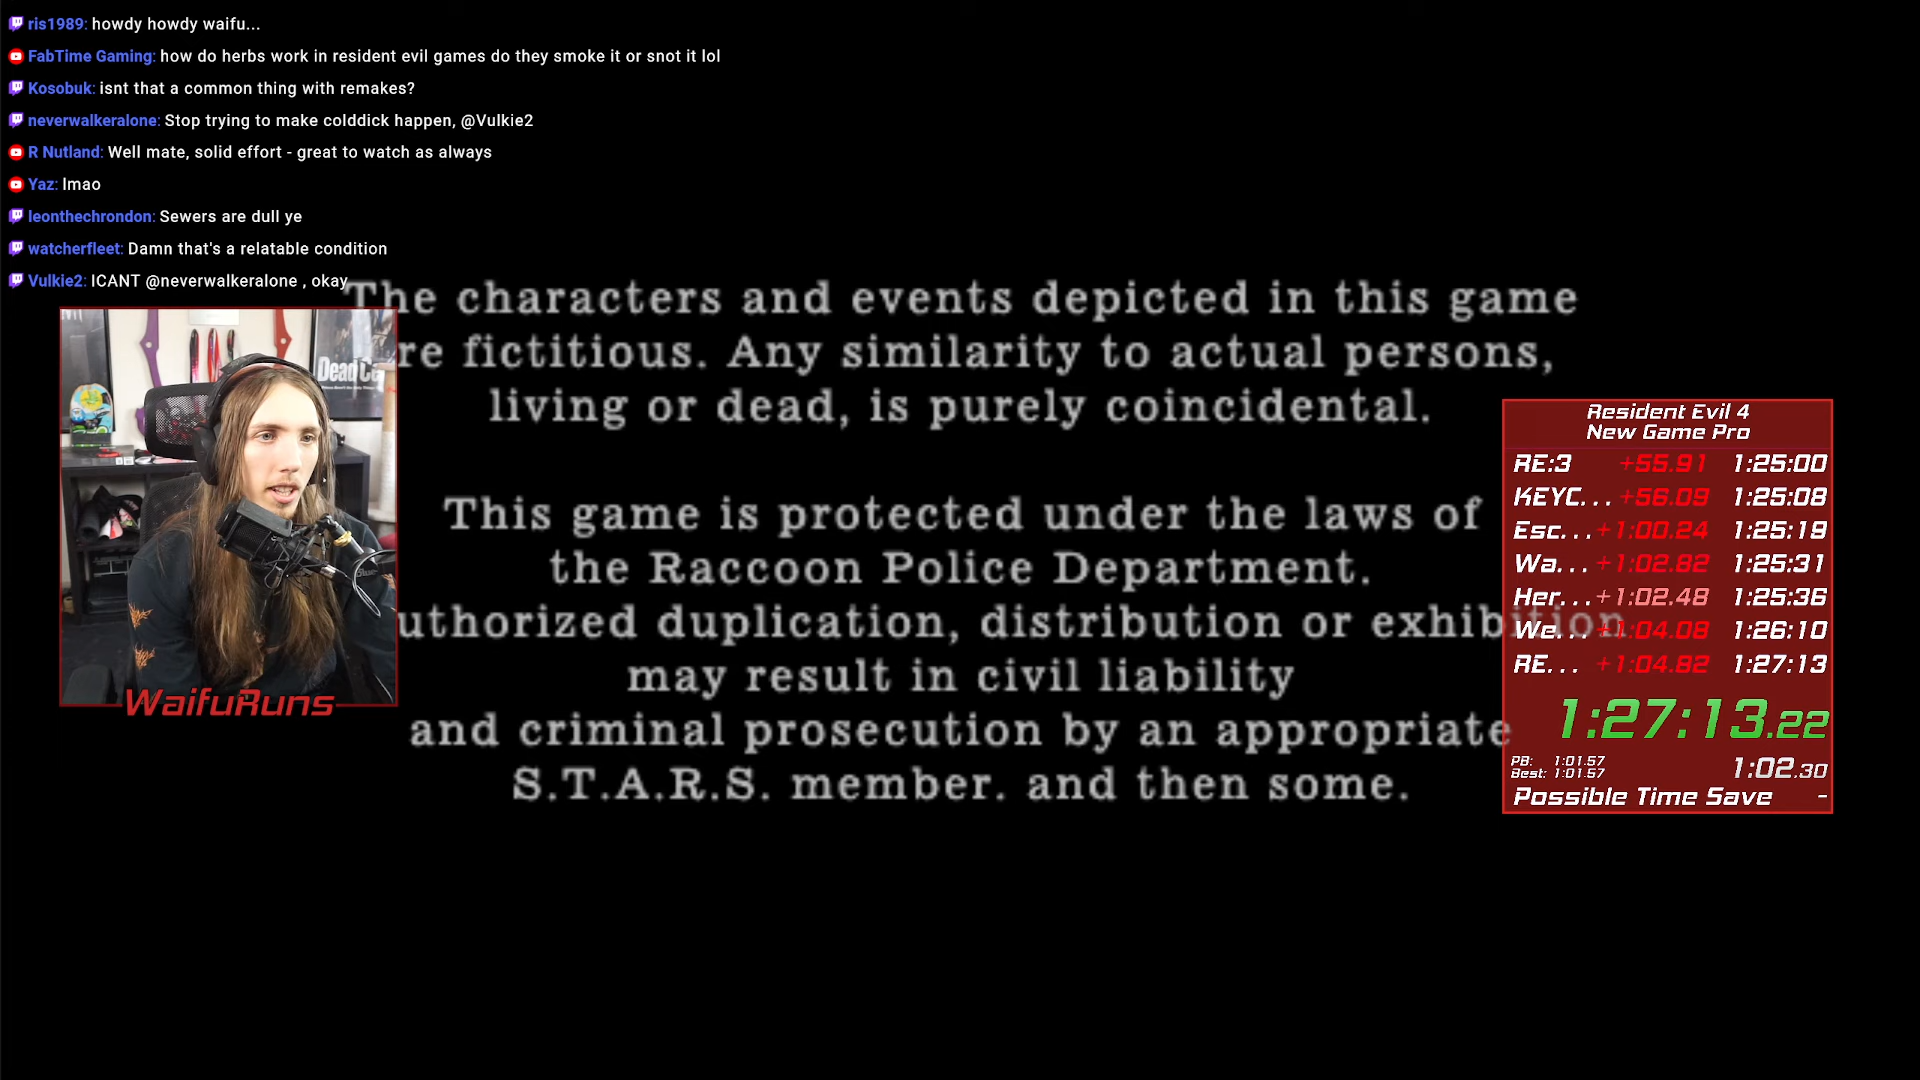 ris1989: howdy howdy waifu...
FabTime Gaming: how do herbs work in resident evil games do they smoke it or snot it lol
Kosobuk: isnt that a common thing with remakes?
neverwalkeralone: Stop trying to make colddick happen, @Vulkie2
R Nutland: Well mate, solid effort - great to watch as always
Yaz: lmao
leonthechrondon: Sewers are dull ye
watcherfleet: Damn that's a relatable condition
Vulkie2: ICANT @neverwalkeralone , okay
The characters and events depicted in this game
re fictitious. Any similarity to actual persons,
living or dead, is purely coincidental.
This game is protected under the laws of
the Raccoon Police Department.
uthorized duplication, distribution or exhibition
may result in civil liability
and criminal prosecution by an appropriate
S.T.A.R.S. member. and then some.
WaifuRuns
Resident Evil 4
New Game Pro
RE:3 +55.91 1:25:00
KEYC... +56.09 1:25:08
Esc... +1:00.24 1:25:19
Wa... +1:02.82 1:25:31
Her... +1:02.48 1:25:36
We... +1:04.08 1:26:10
RE... +1:04.82 1:27:13
1:27:13.22
PB: 1:01.57
Best: 1:01.57
1:02.30
Possible Time Save -